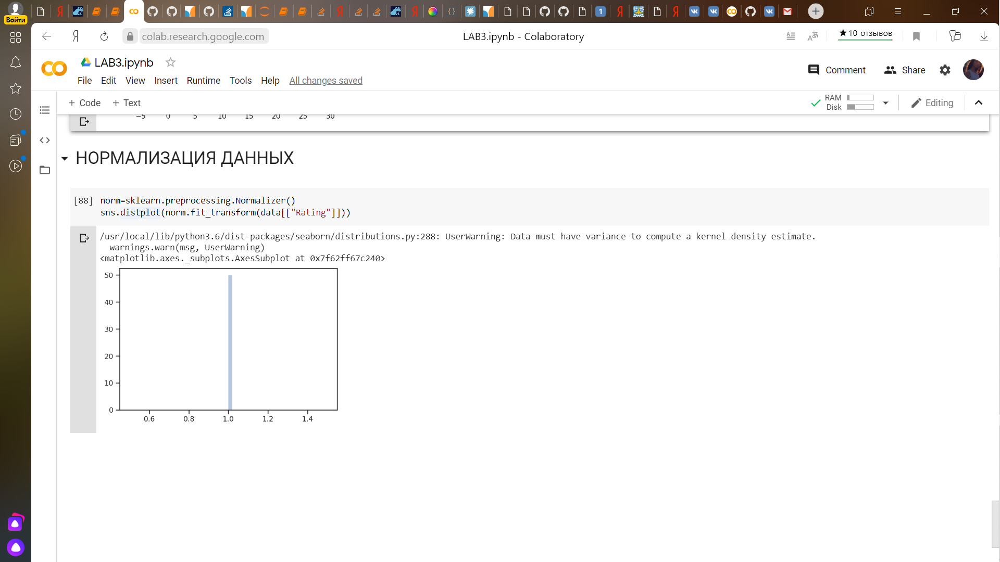 Войти
colab.research.google.com
LAB3.ipynb - Colaboratory
★10 отзывов
LAB3.ipynb
File Edit View Insert Runtime Tools Help All changes saved
Comment
Share
+ Code + Text
RAM
Disk
Editing
−5 0 5 10 15 20 25 30
НОРМАЛИЗАЦИЯ ДАННЫХ
[88] norm=sklearn.preprocessing.Normalizer()
sns.distplot(norm.fit_transform(data[["Rating"]]))
/usr/local/lib/python3.6/dist-packages/seaborn/distributions.py:288: UserWarning: Data must have variance to compute a kernel density estimate.
warnings.warn(msg, UserWarning)
<matplotlib.axes._subplots.AxesSubplot at 0x7f62ff67c240>
50
40
30
20
10
0
0.6 0.8 1.0 1.2 1.4